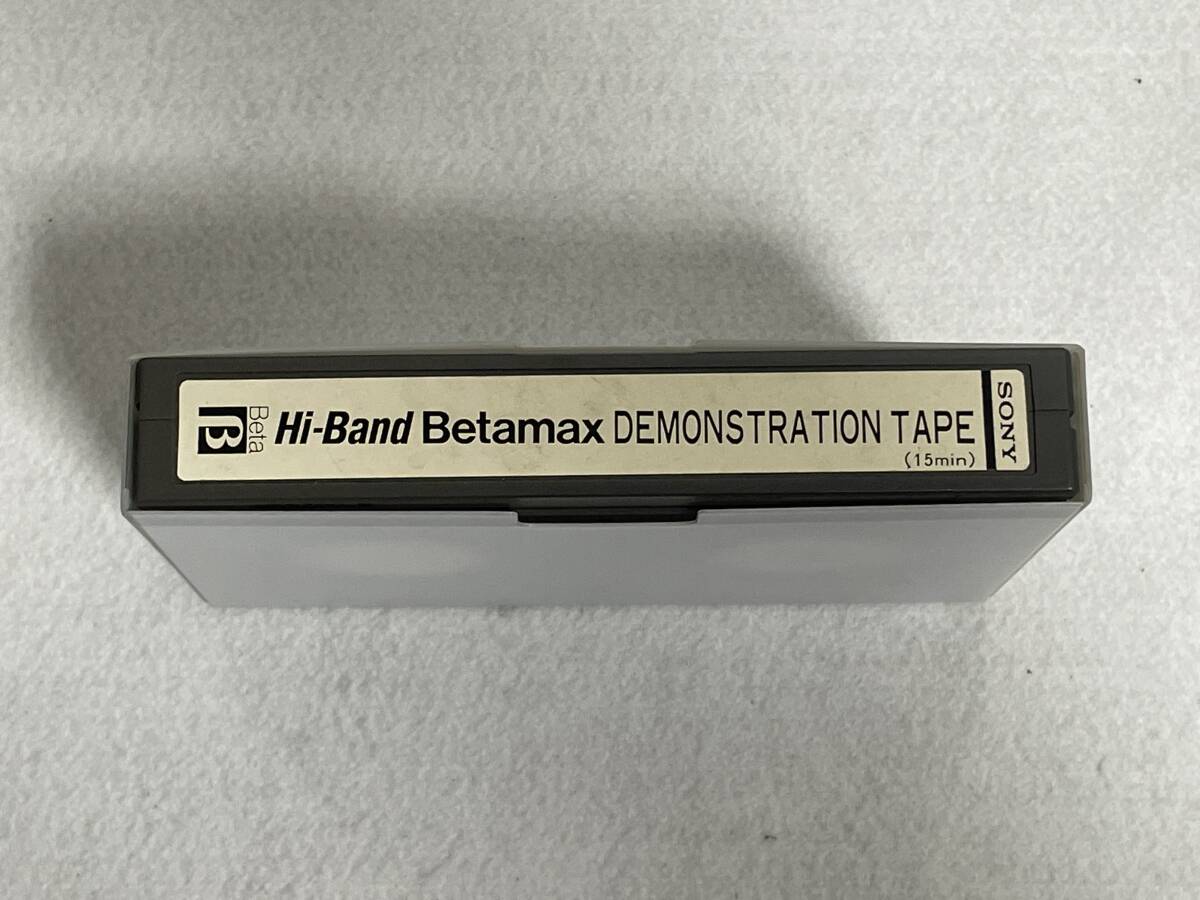 β Beta
Hi-Band Betamax DEMONSTRATION TAPE
(15min)
SONY